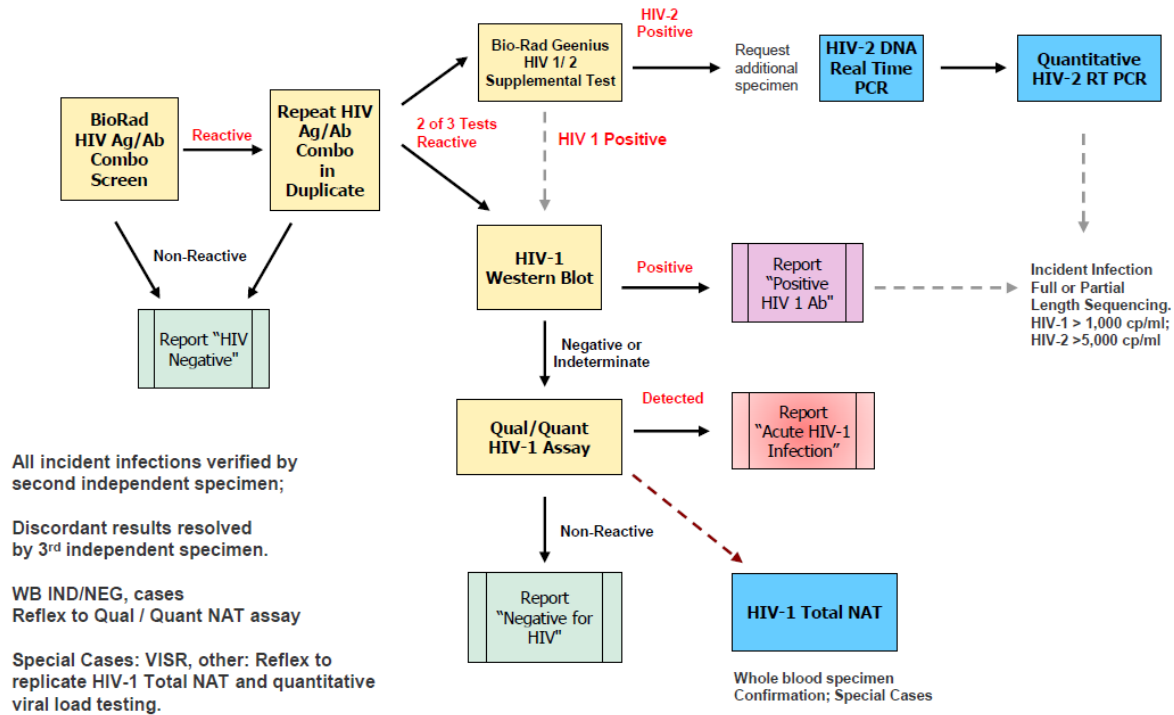 HIV-2
Positive
Bio-Rad Geenius
HIV 1/ 2
Supplemental Test
Request
additional
specimen
HIV-2 DNA
Real Time
PCR
Quantitative
HIV-2 RT PCR
BioRad
HIV Ag/Ab
Combo
Screen
Reactive
Repeat HIV
Ag/Ab
Combo
in
Duplicate
2 of 3 Tests
Reactive
HIV 1 Positive
Non-Reactive
Report “HIV
Negative"
HIV-1
Western Blot
Positive
Report
“Positive
HIV 1 Ab”
Incident Infection
Full or Partial
Length Sequencing.
HIV-1 > 1,000 cp/ml;
HIV-2 >5,000 cp/ml
Negative or
Indeterminate
Qual/Quant
HIV-1 Assay
Detected
Report
“Acute HIV-1
Infection”
Non-Reactive
Report
“Negative for
HIV”
HIV-1 Total NAT
Whole blood specimen
Confirmation; Special Cases
All incident infections verified by
second independent specimen;
Discordant results resolved
by 3rd independent specimen.
WB IND/NEG, cases
Reflex to Qual / Quant NAT assay
Special Cases: VISR, other: Reflex to
replicate HIV-1 Total NAT and quantitative
viral load testing.